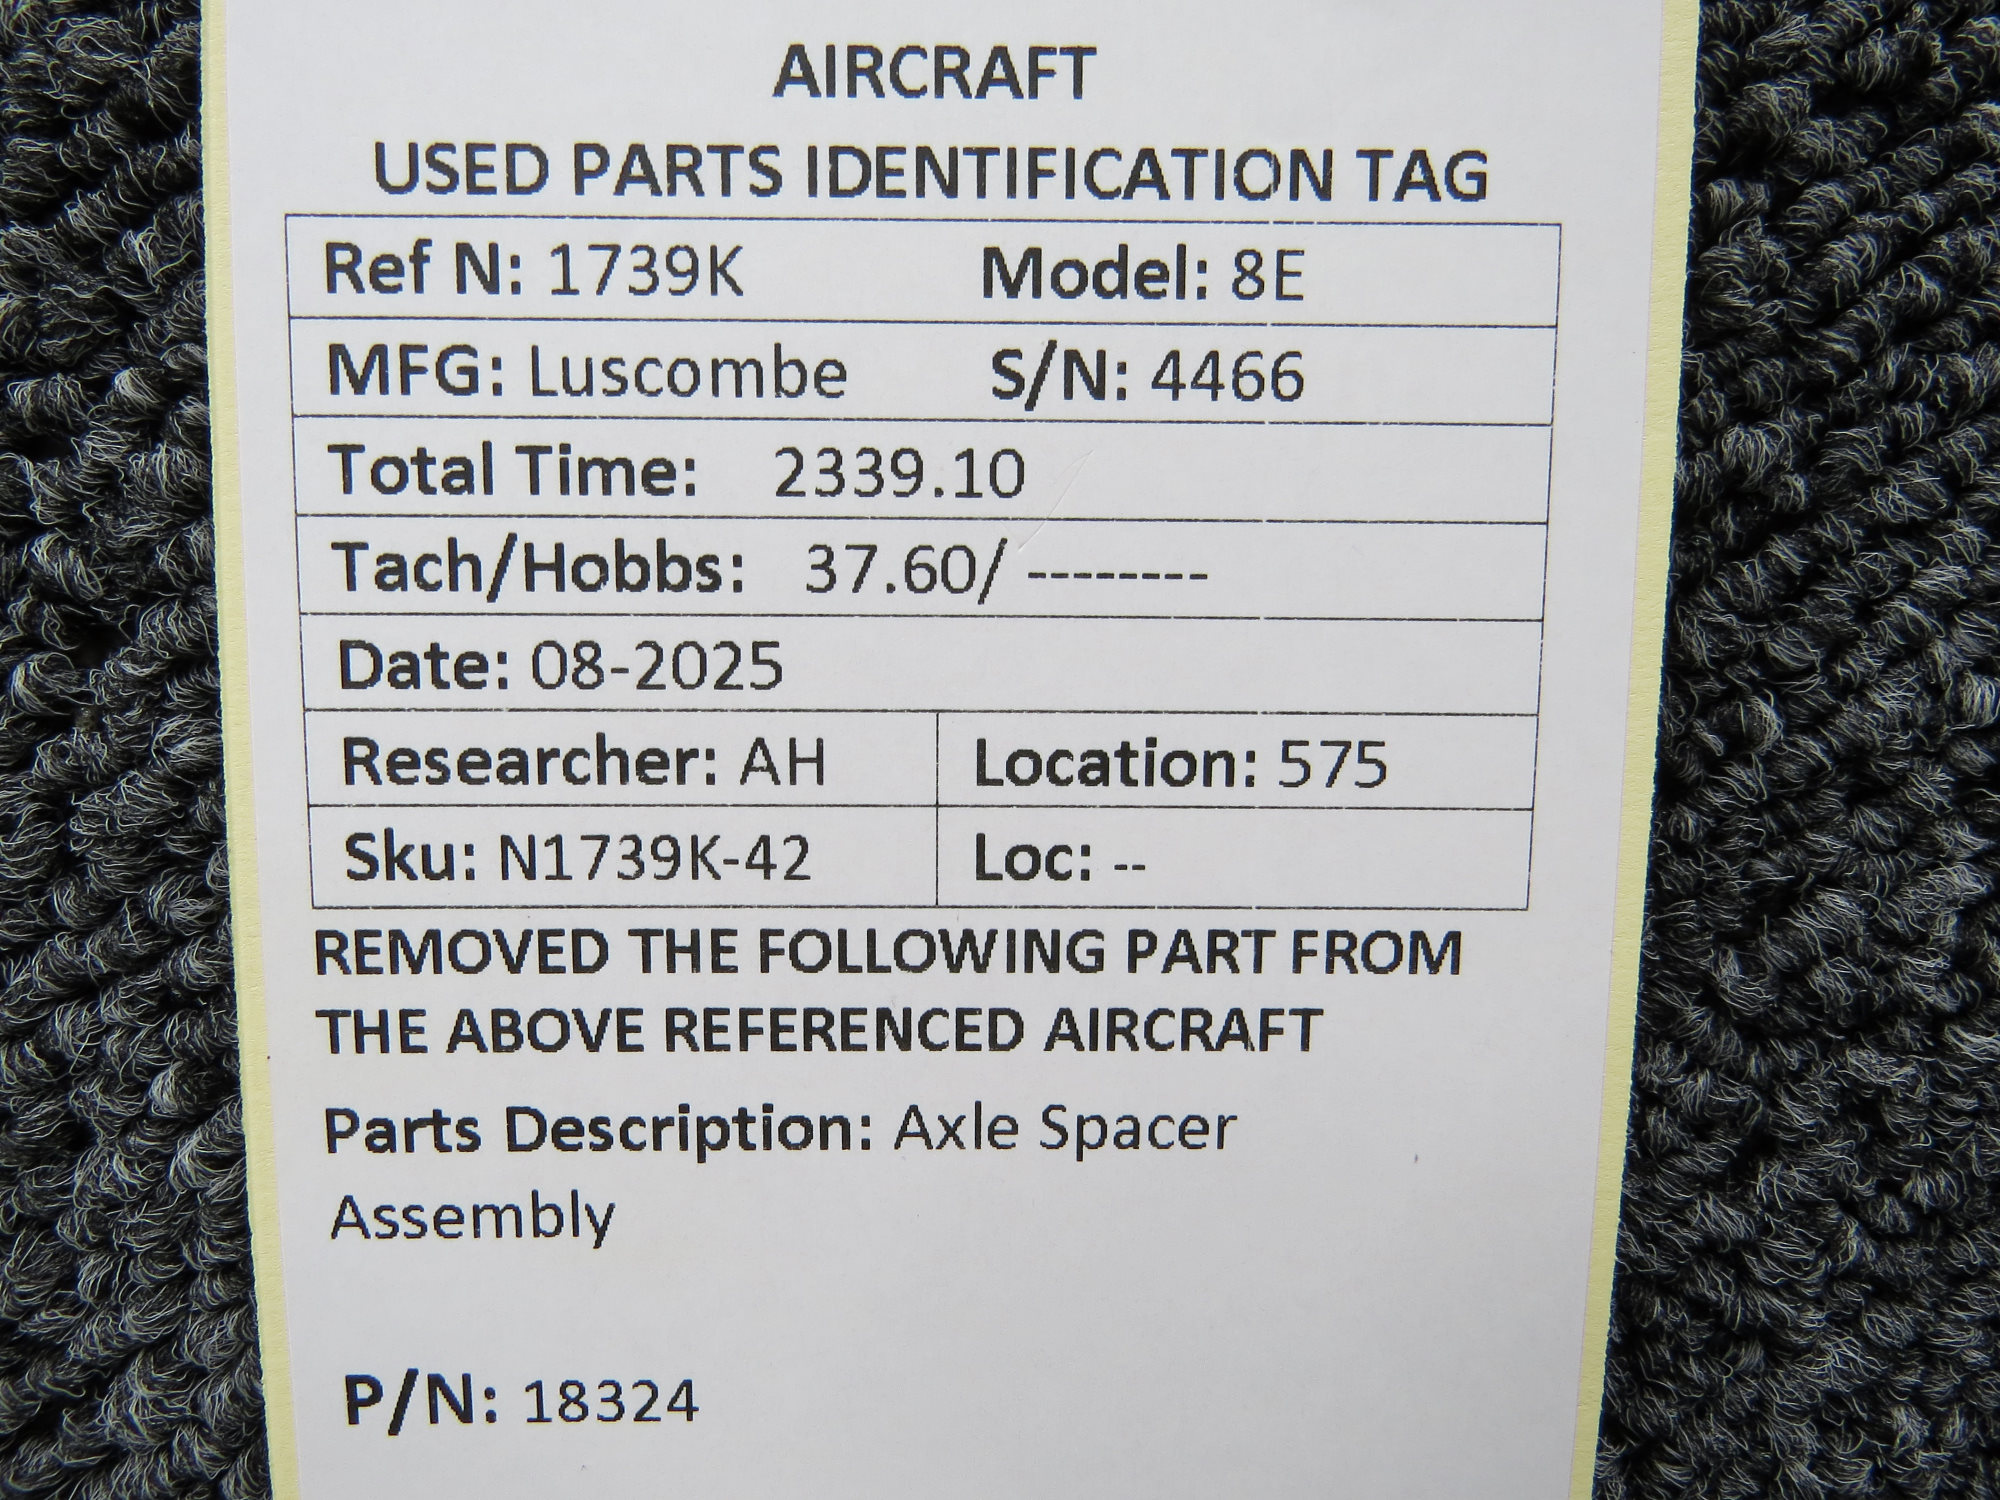 AIRCRAFT
USED PARTS IDENTIFICATION TAG
Ref N: 1739K Model: 8E
MFG: Luscombe S/N: 4466
Total Time: 2339.10
Tach/Hobbs: 37.60/ --------
Date: 08-2025
Researcher: AH Location: 575
Sku: N1739K-42 Loc: --
REMOVED THE FOLLOWING PART FROM
THE ABOVE REFERENCED AIRCRAFT
Parts Description: Axle Spacer
Assembly
P/N: 18324